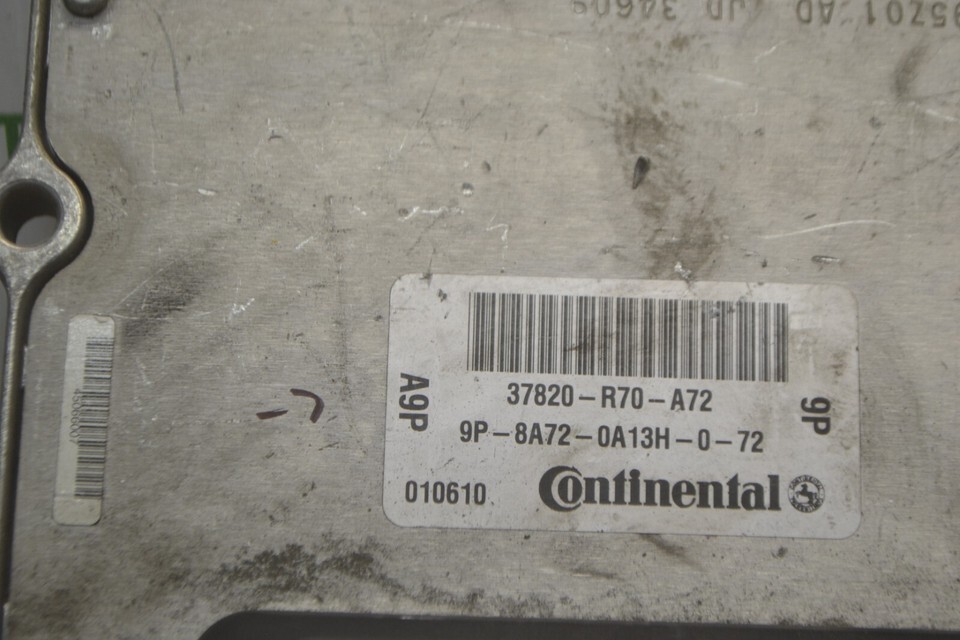 A9P
37820-R70-A72
9P
9P-8A72-0A13H-0-72
010610
Continental